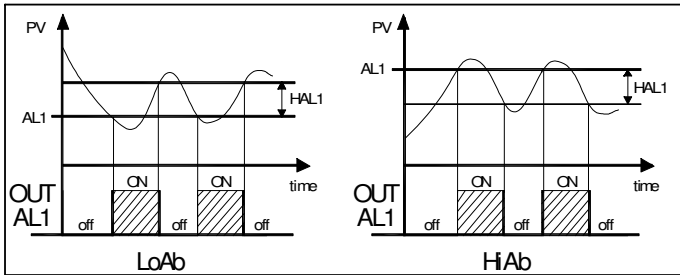 PV
HAL1
AL1
time
ON ON
OUT
AL1
off off off
LoAb
PV
AL1
HAL1
time
ON ON
OUT
AL1
off off off
HiAb